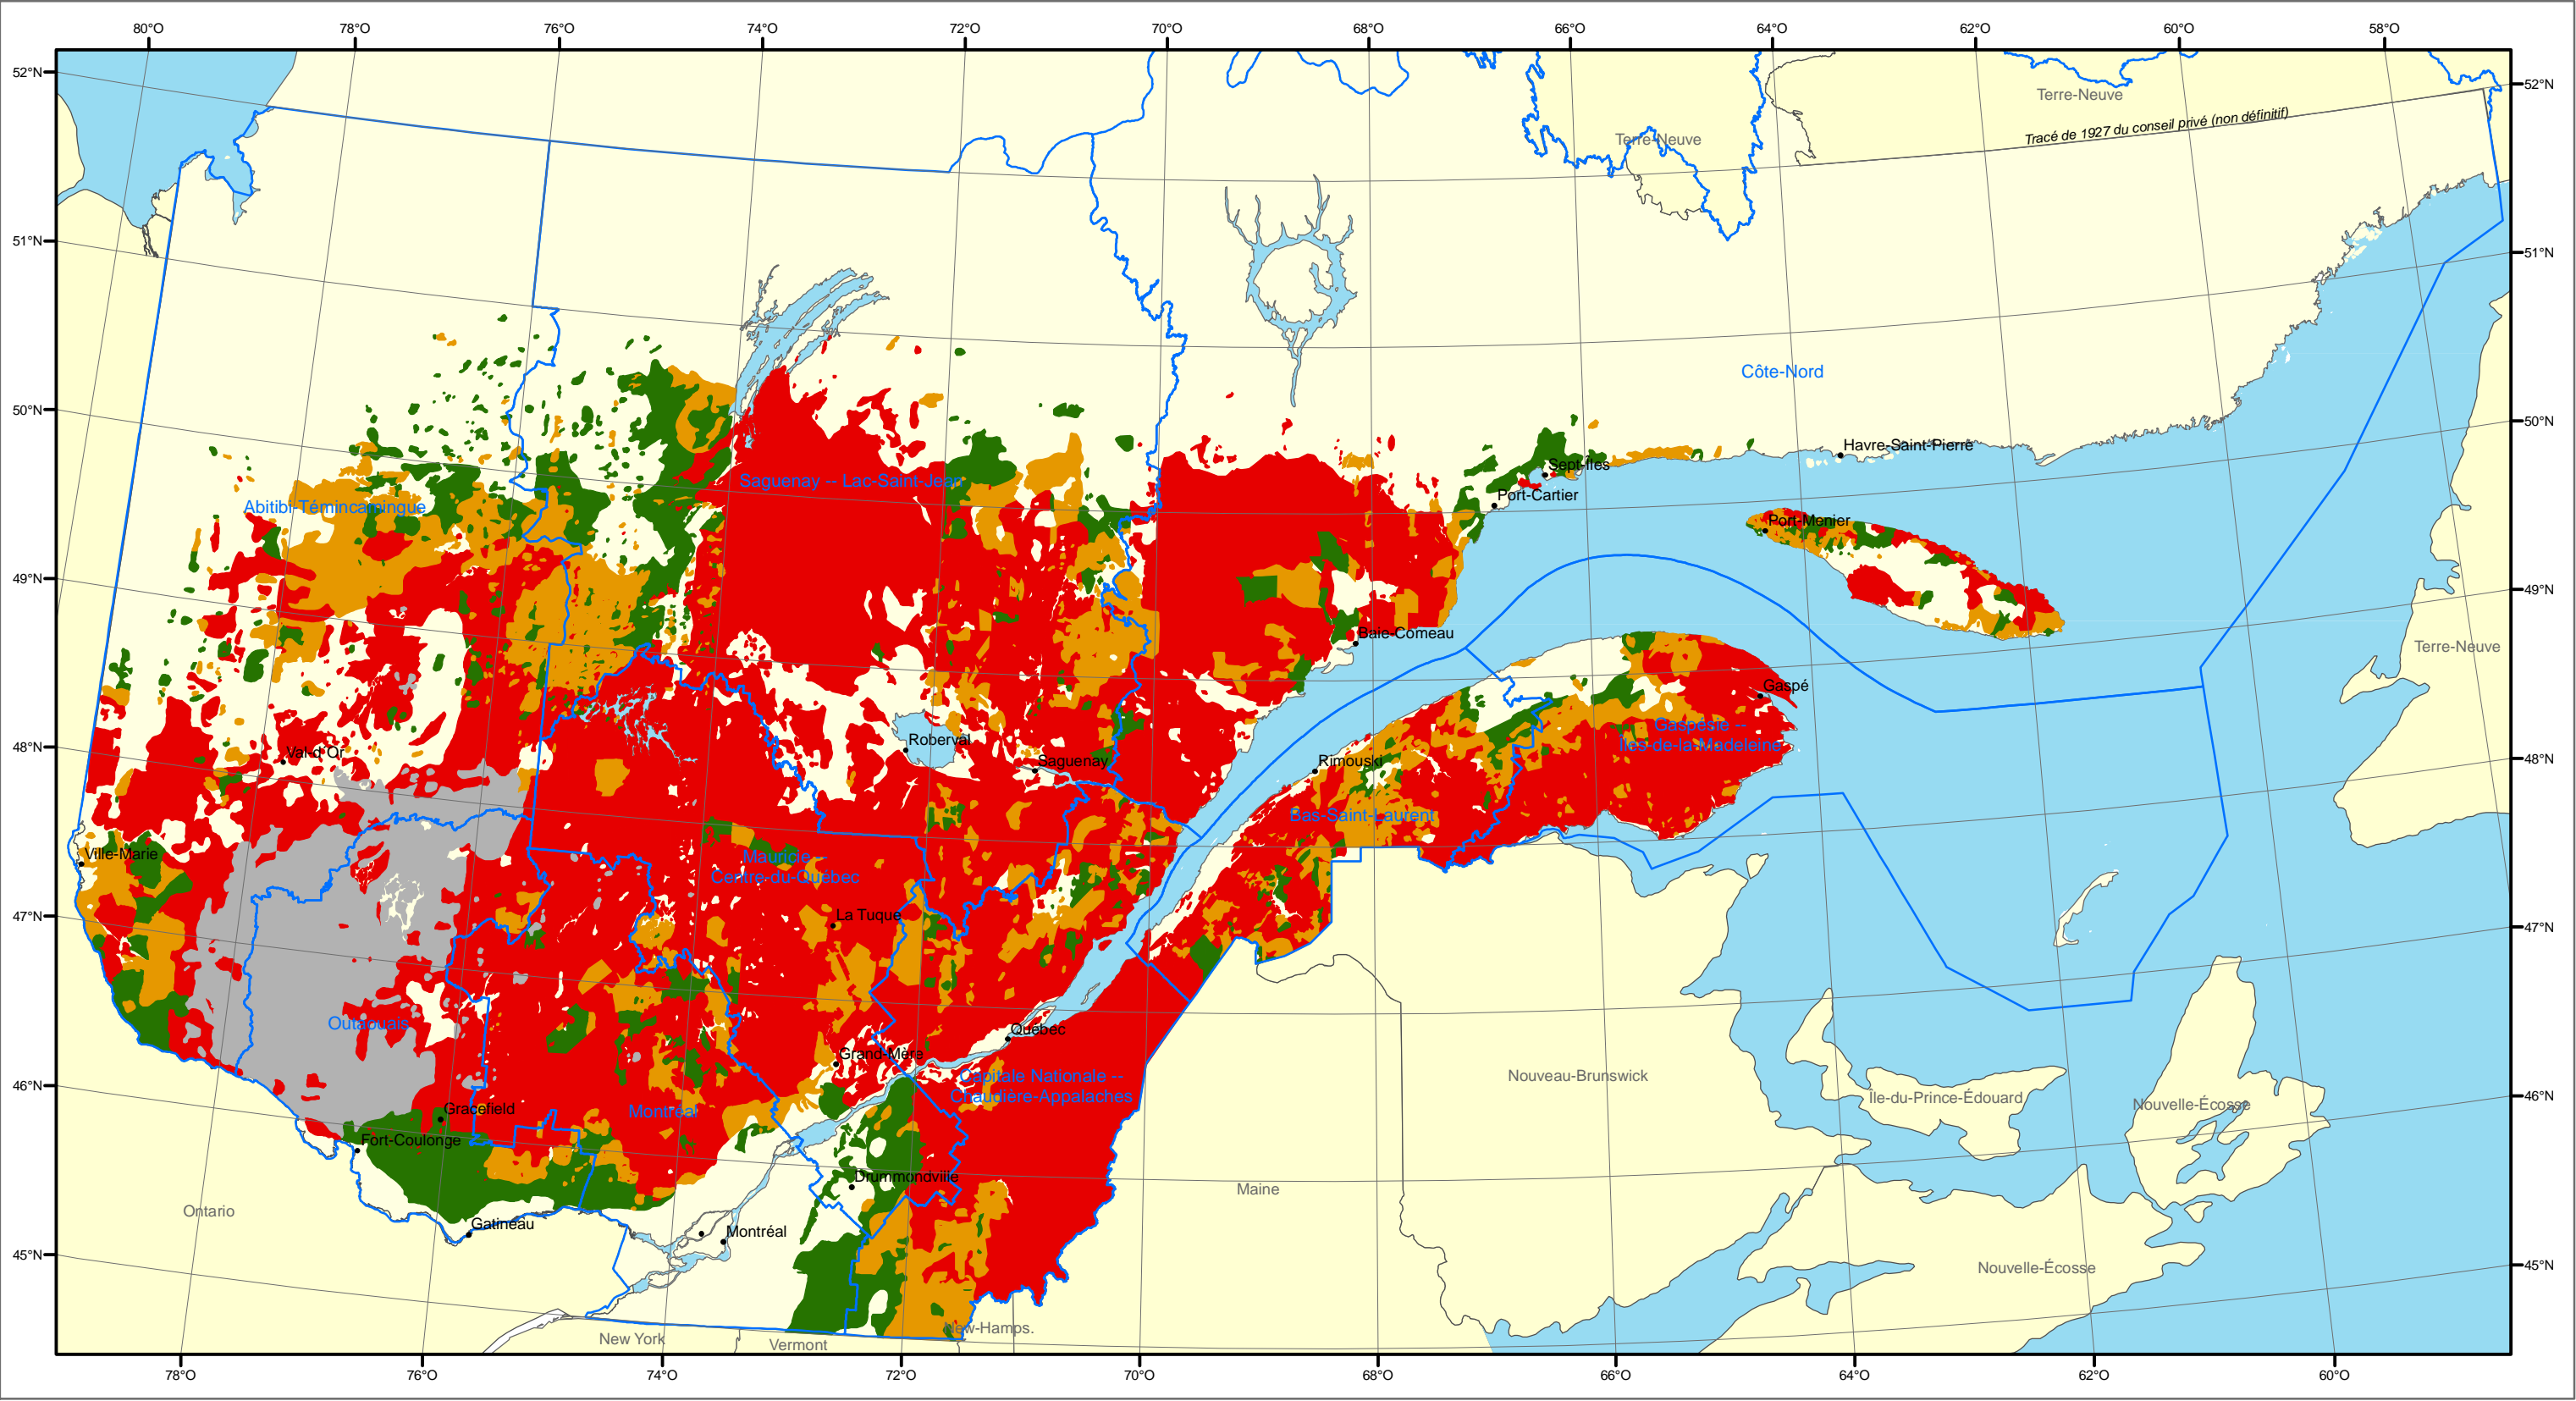 80°O 78°O 76°O 74°O 72°O 70°O 68°O 66°O 64°O 62°O 60°O 58°O
52°N 52°N
Terre-Neuve
Tracé de 1927 du conseil privé (non définitif)
Terre-Neuve
51°N 51°N
Côte-Nord
50°N 50°N
Havre-Saint-Pierre
Sept-Îles
Saguenay -- Lac-Saint-Jean
Port-Cartier
Abitibi-Témincamingue
Port-Menier
49°N 49°N
Baie-Comeau
Terre-Neuve
Gaspé
Gaspésie --
Îles-de-la-Madeleine
Roberval
48°N Val-d'Or 48°N
Saguenay
Rimouski
Bas-Saint-Laurent
Ville-Marie
Mauricie --
Centre-du-Québec
La Tuque
47°N 47°N
Outaouais
Québec
Grand-Mère
Capitale Nationale --
Chaudière-Appalaches
Nouveau-Brunswick
46°N 46°N
Île-du-Prince-Édouard
Nouvelle-Écosse
Gracefield
Montréal
Fort-Coulonge
Drummondville
Maine
Ontario
Gatineau
Montréal
45°N 45°N
Nouvelle-Écosse
New-Hamps.
New York
Vermont
78°O 76°O 74°O 72°O 70°O 68°O 66°O 64°O 62°O 60°O